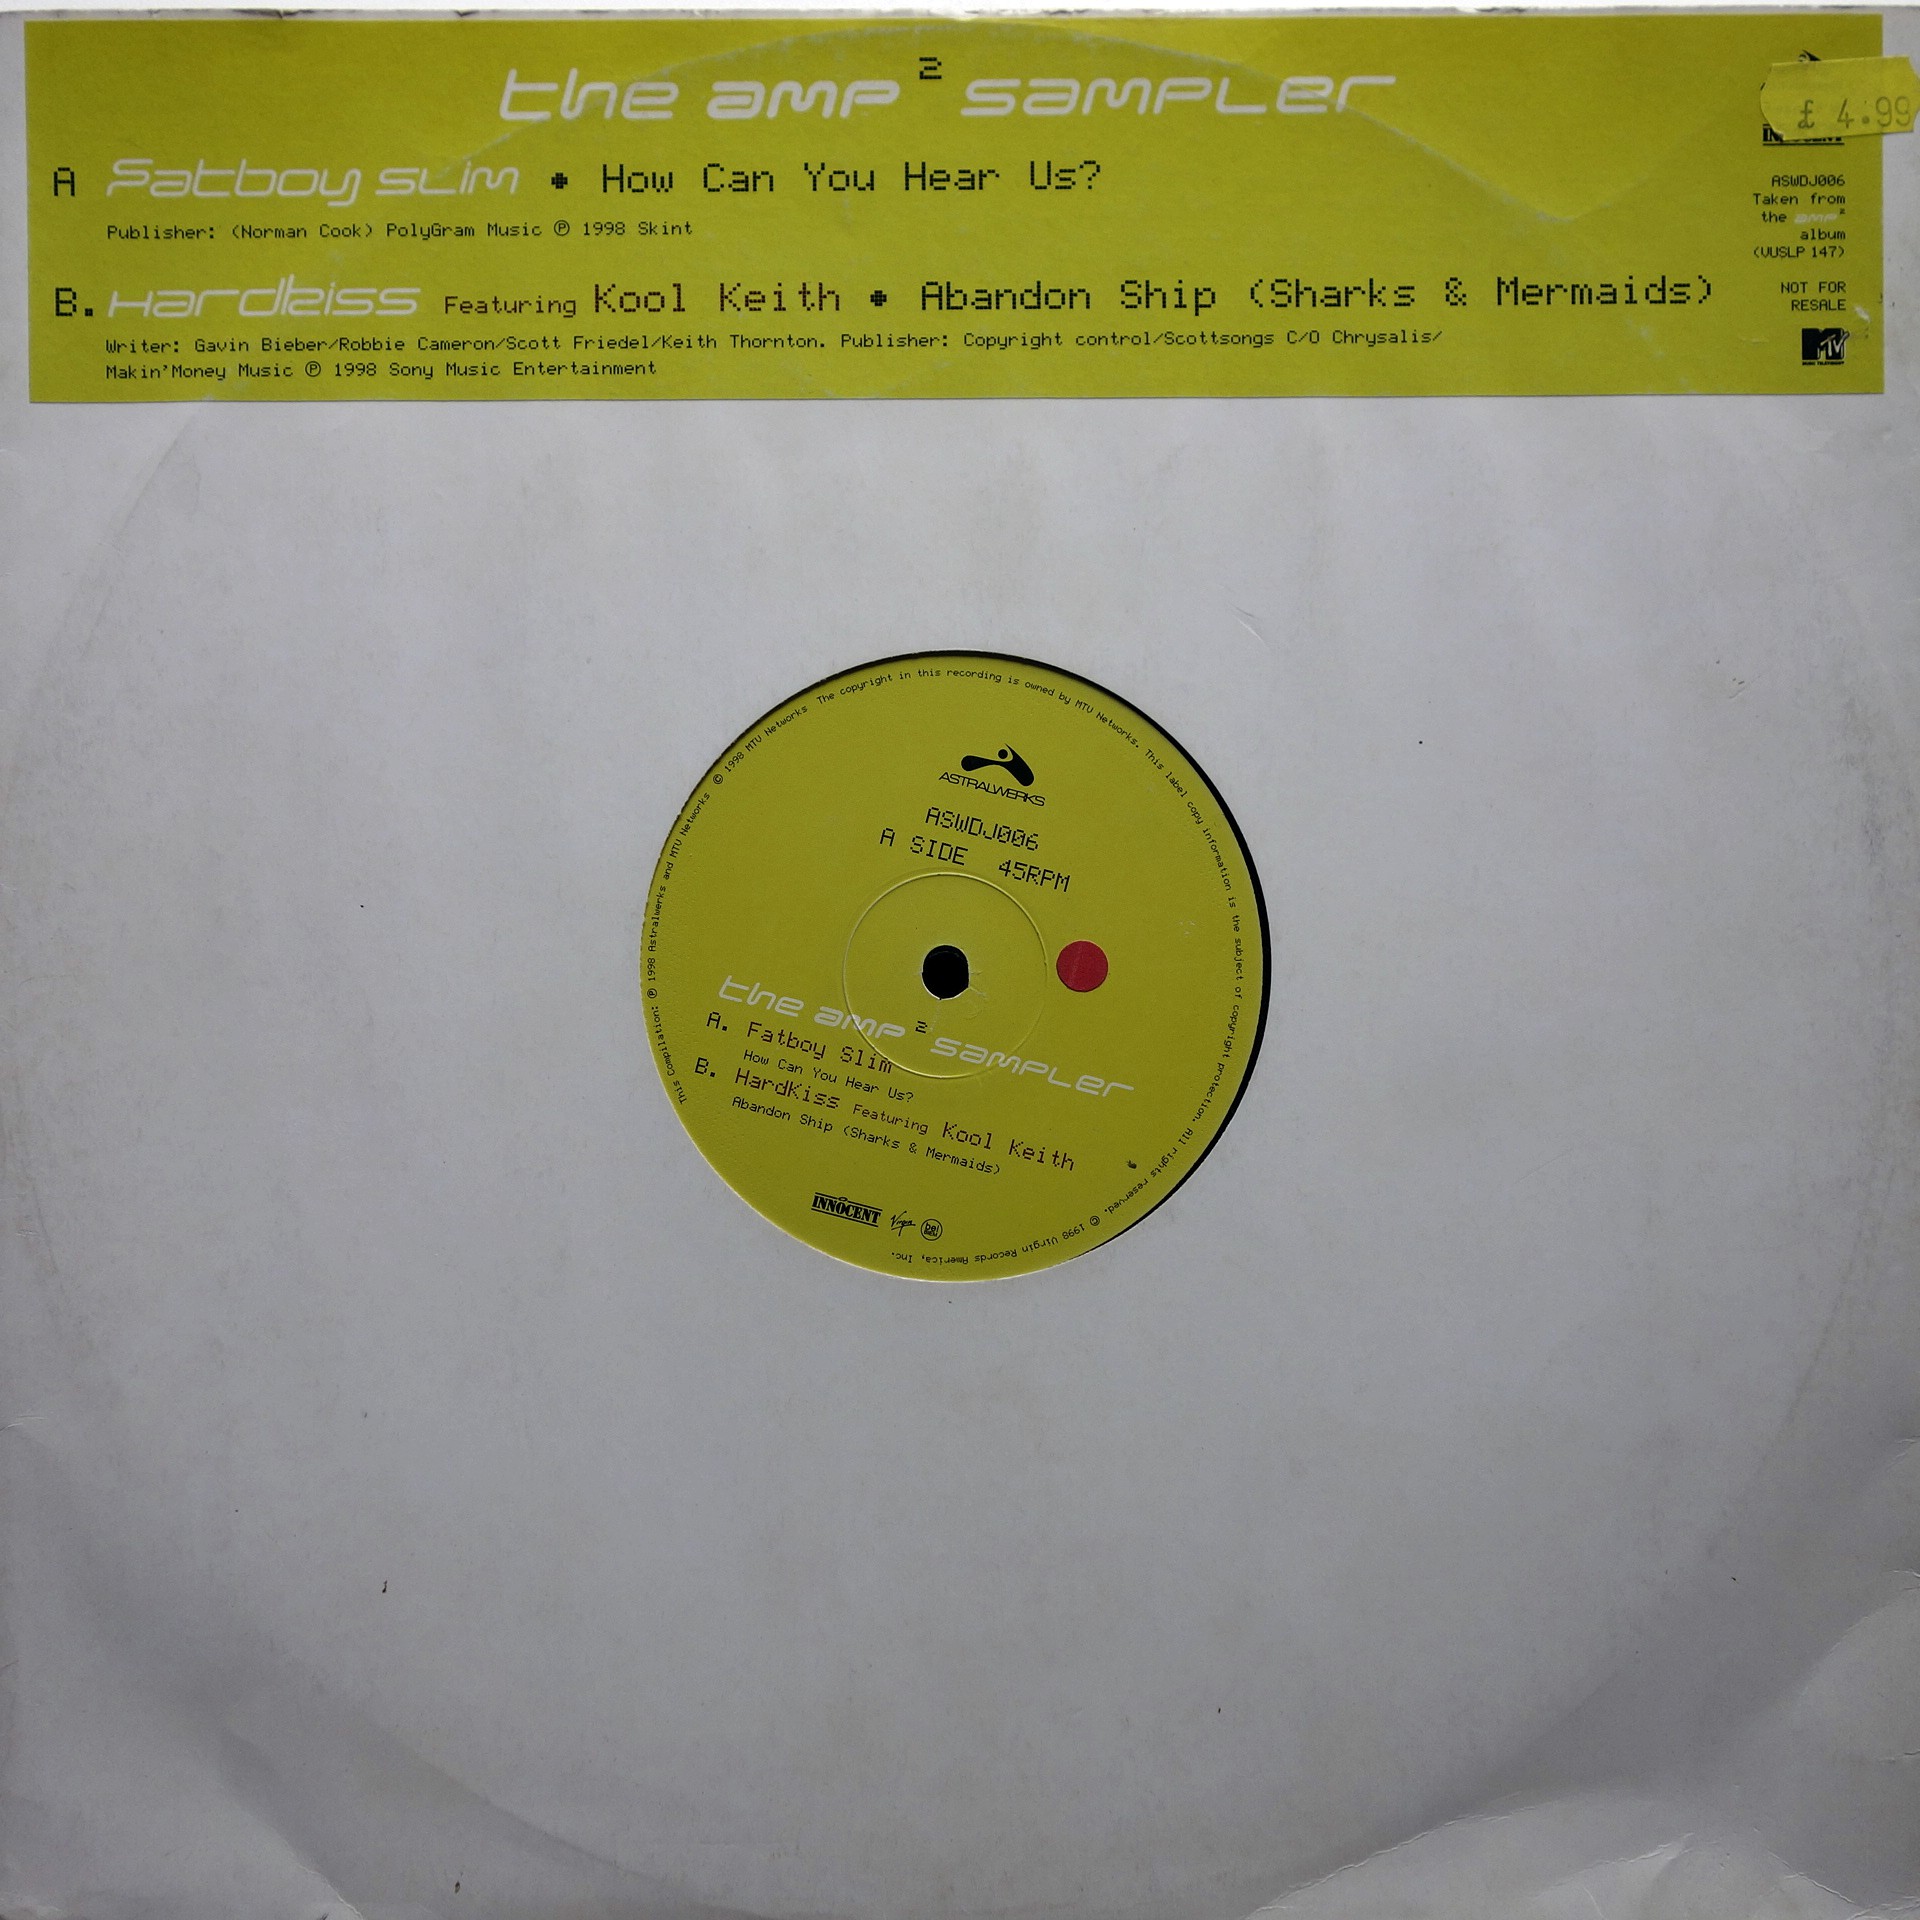 the amp² sampler
A Fatboy Slim • How Can You Hear Us?
Publisher: (Norman Cook) PolyGram Music ℗ 1998 Skint
B. Hardkiss Featuring Kool Keith • Abandon Ship (Sharks & Mermaids)
Writer: Gavin Bieber/Robbie Cameron/Scott Friedel/Keith Thornton. Publisher: Copyright control/Scottsongs C/O Chrysalis/
Makin'Money Music ℗ 1998 Sony Music Entertainment
£ 4.99
ASWDJ006
Taken from
the amp²
album
(VUSLP 147)
NOT FOR
RESALE
MTV
MUSIC TELEVISION
This Compilation: ℗ 1998 Astralwerks and MTV Networks © 1998 MTV Networks The copyright in this recording is owned by MTV Networks. This label copy information is the subject of copyright protection. All rights reserved. © 1998 Virgin Records America, Inc.
ASTRALWERKS
ASWDJ006
A SIDE 45RPM
the amp² sampler
A. Fatboy Slim
How Can You Hear Us?
B. HardKiss Featuring Kool Keith
Abandon Ship (Sharks & Mermaids)
INNOCENT Virgin